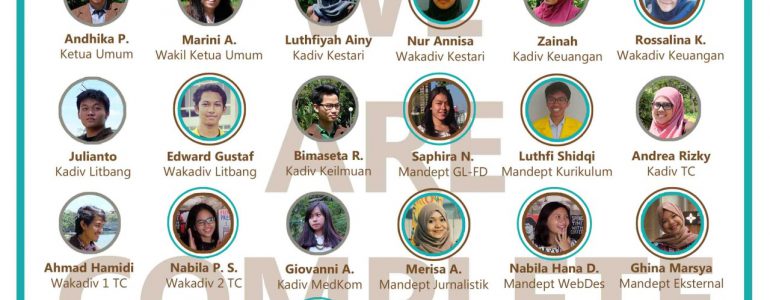 WE
Andhika P. Marini A. Luthfiyah Ainy Nur Annisa Zainah Rossalina K.
Ketua Umum Wakil Ketua Umum Kadiv Kestari Wakadiv Kestari Kadiv Keuangan Wakadiv Keuangan
ARE
Julianto Edward Gustaf Bimaseta R. Saphira N. Luthfi Shidqi Andrea Rizky
Kadiv Litbang Wakadiv Litbang Kadiv Keilmuan Mandept GL-FD Mandept Kurikulum Kadiv TC
Ahmad Hamidi Nabila P. S. Giovanni A. Merisa A. Nabila Hana D. Ghina Marsya
Wakadiv 1 TC Wakadiv 2 TC Kadiv MedKom Mandept Jurnalistik Mandept WebDes Mandept Eksternal
COMPLETE